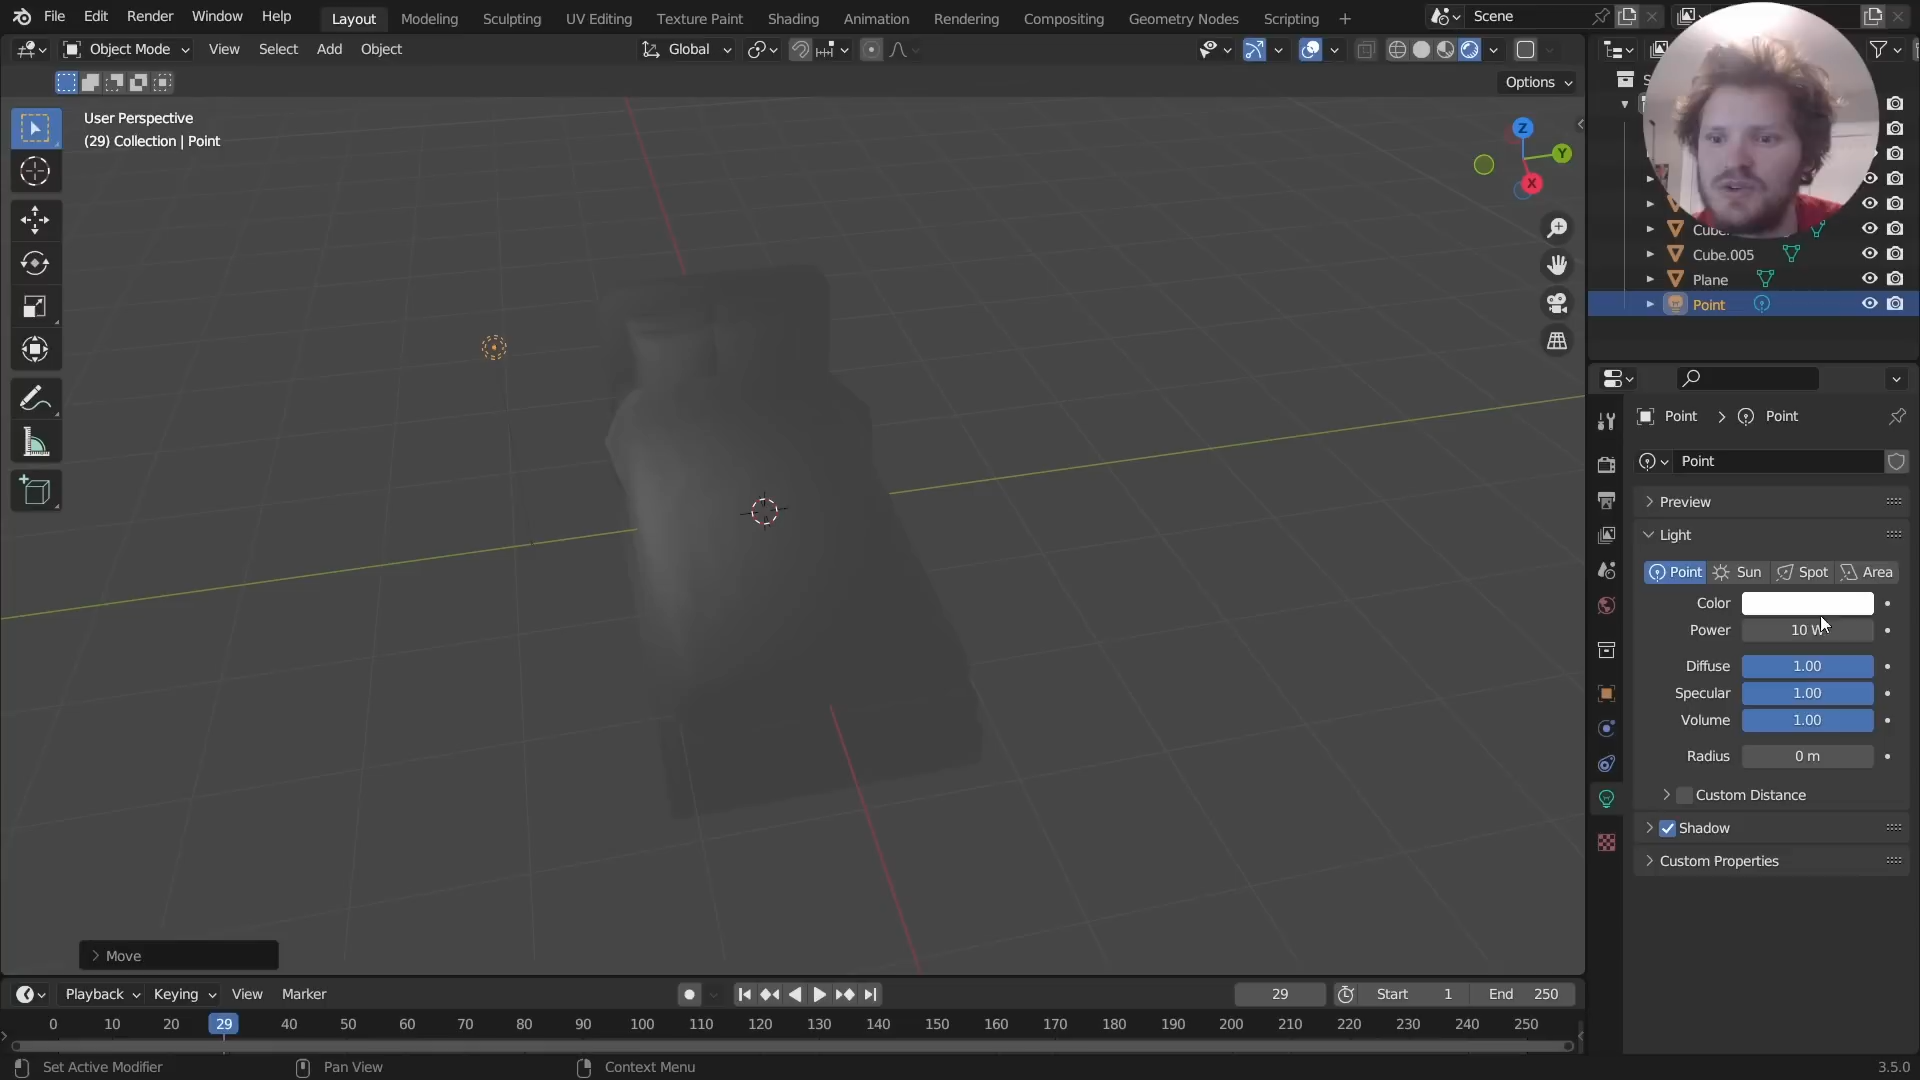 File Edit Render Window Help Layout Modeling Sculpting UV Editing Texture Paint Shading Animation Rendering Compositing Geometry Nodes Scripting + Scene
Object Mode View Select Add Object Global
Options
User Perspective
(29) Collection | Point
Z
Y
X
Cube.005
Plane
Point
Point > Point
Point
Preview
Light
Point Sun Spot Area
Color
Power 10 W
Diffuse 1.00
Specular 1.00
Volume 1.00
Radius 0 m
Custom Distance
Shadow
Custom Properties
Move
Playback Keying View Marker 29 Start 1 End 250
0 10 20 29 40 50 60 70 80 90 100 110 120 130 140 150 160 170 180 190 200 210 220 230 240 250
Set Active Modifier Pan View Context Menu 3.5.0